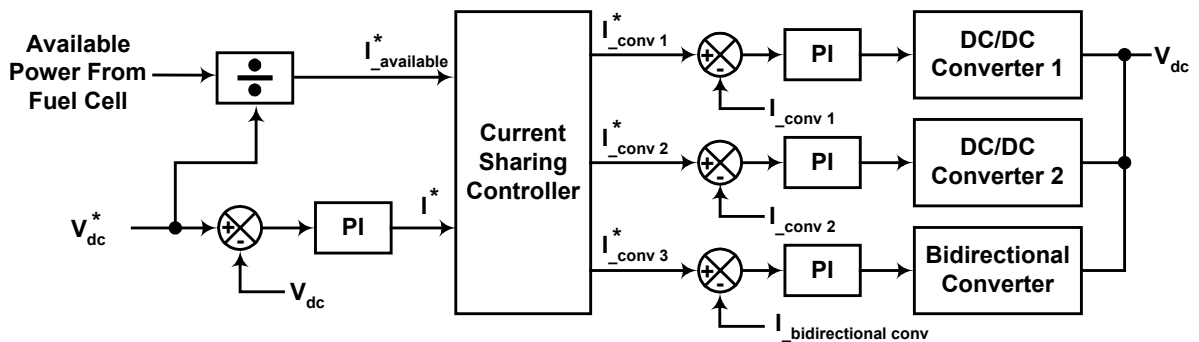 Available
Power From
Fuel Cell
÷
I*_available
V*dc
+
-
PI
I*
Vdc
Current
Sharing
Controller
I*_conv 1
+
-
PI
DC/DC
Converter 1
Vdc
I_conv 1
I*_conv 2
+
-
PI
DC/DC
Converter 2
I_conv 2
I*_conv 3
+
-
PI
Bidirectional
Converter
I_bidirectional conv